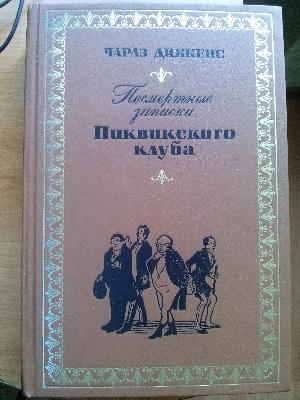 ЧАРЛЗ ДИККЕНС
Посмертные
записки
Пиквикского
клуба